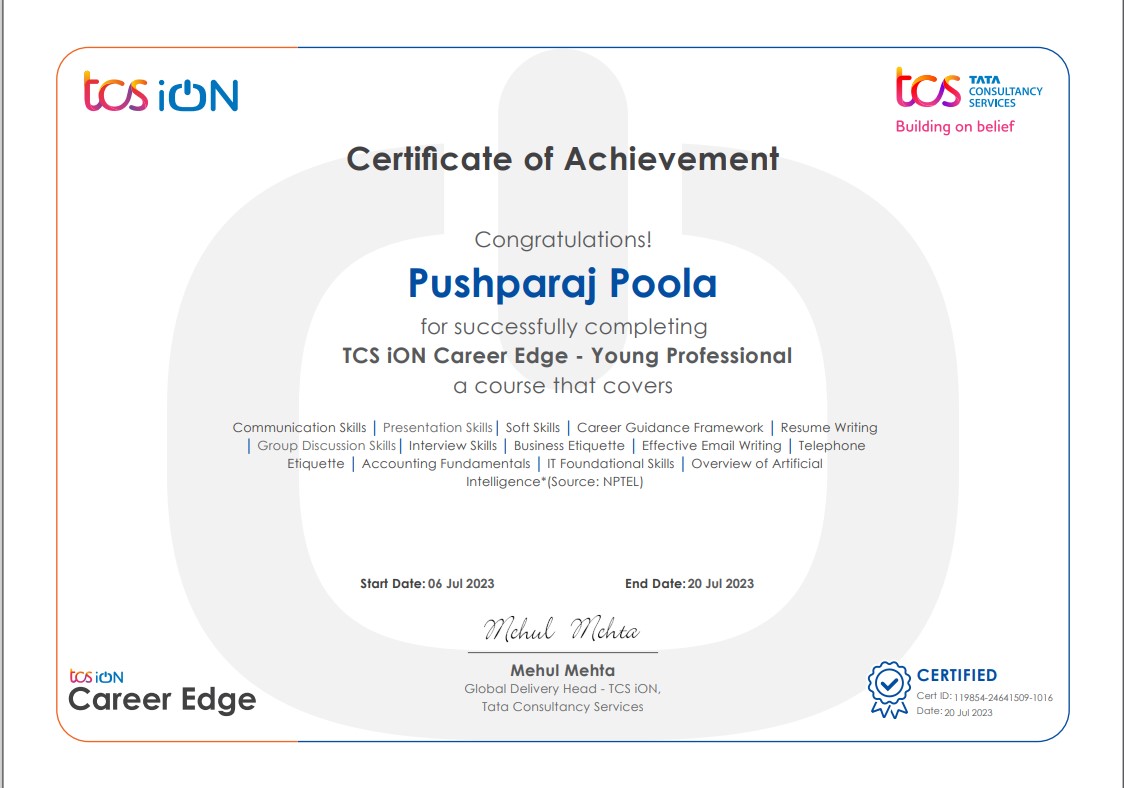 tcs iON
tcs TATA
CONSULTANCY
SERVICES
Building on belief
Certificate of Achievement
Congratulations!
Pushparaj Poola
for successfully completing
TCS iON Career Edge - Young Professional
a course that covers
Communication Skills | Presentation Skills | Soft Skills | Career Guidance Framework | Resume Writing
| Group Discussion Skills | Interview Skills | Business Etiquette | Effective Email Writing | Telephone
Etiquette | Accounting Fundamentals | IT Foundational Skills | Overview of Artificial
Intelligence*(Source: NPTEL)
Start Date: 06 Jul 2023 End Date: 20 Jul 2023
Mehul Mehta
Mehul Mehta
Global Delivery Head - TCS iON,
Tata Consultancy Services
tcs iON
Career Edge
CERTIFIED
Cert ID: 119854-24641509-1016
Date: 20 Jul 2023